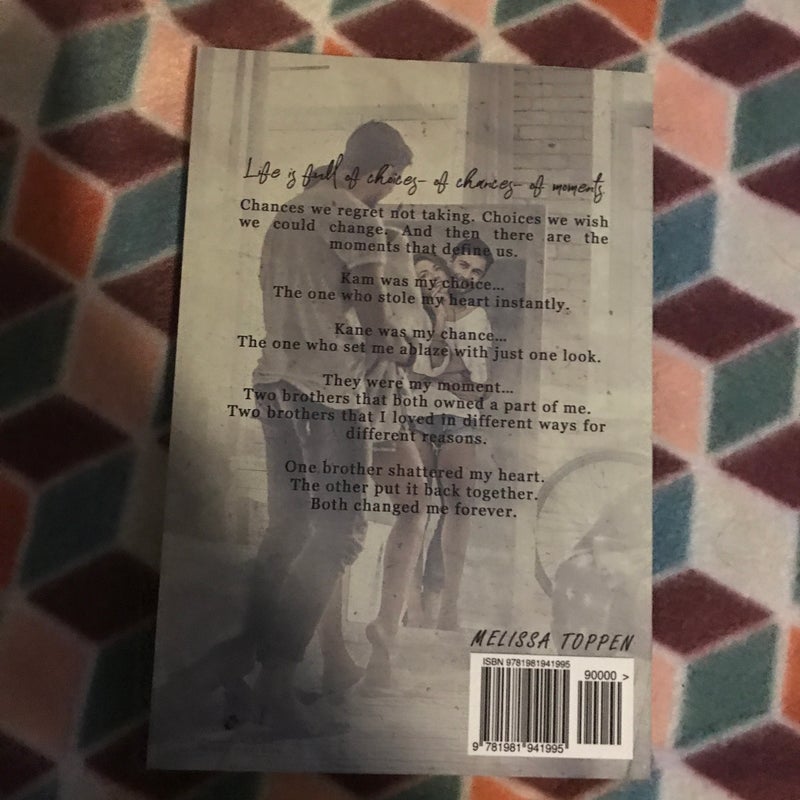 Life is full of choices- of chances- of moments.
Chances we regret not taking. Choices we wish
we could change. And then there are the
moments that define us.
Kam was my choice...
The one who stole my heart instantly.
Kane was my chance...
The one who set me ablaze with just one look.
They were my moment...
Two brothers that both owned a part of me.
Two brothers that I loved in different ways for
different reasons.
One brother shattered my heart.
The other put it back together.
Both changed me forever.
MELISSA TOPPEN
ISBN 9781981941995
90000 >
9 781981 941995